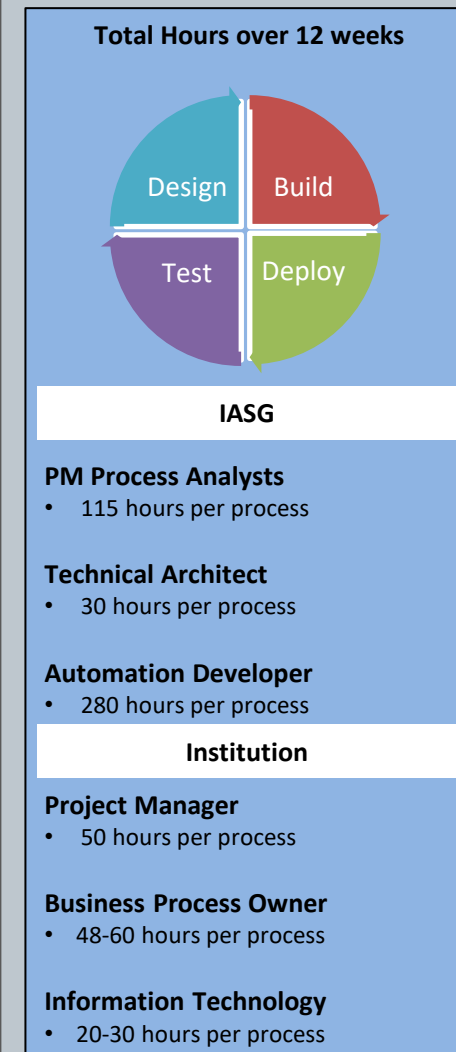 Total Hours over 12 weeks
Design
Build
Test
Deploy
IASG
PM Process Analysts
• 115 hours per process
Technical Architect
• 30 hours per process
Automation Developer
• 280 hours per process
Institution
Project Manager
• 50 hours per process
Business Process Owner
• 48-60 hours per process
Information Technology
• 20-30 hours per process